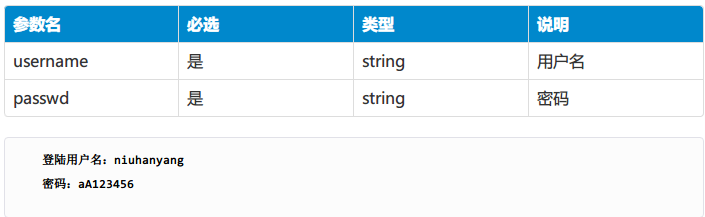 参数名 必选 类型 说明
username 是 string 用户名
passwd 是 string 密码
登陆用户名：niuhanyang
密码：aA123456